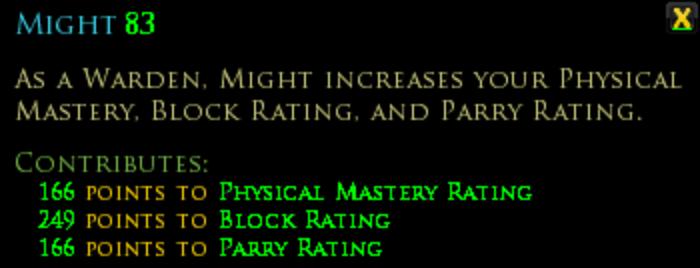 Might 83
As a Warden, Might increases your Physical
Mastery, Block Rating, and Parry Rating.
Contributes:
166 points to Physical Mastery Rating
249 points to Block Rating
166 points to Parry Rating